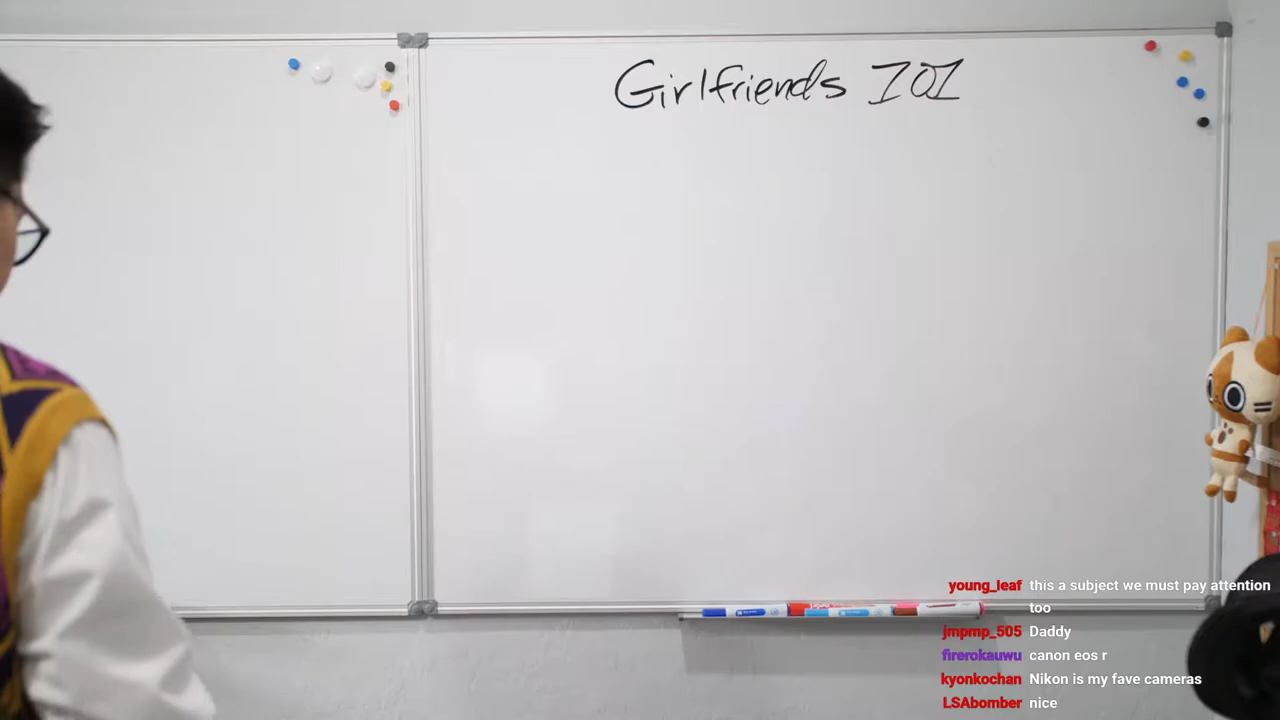 Girlfriends 101
young_leaf this a subject we must pay attention
too
jmpmp_505 Daddy
firerokauwu canon eos r
kyonkochan Nikon is my fave cameras
LSAbomber nice